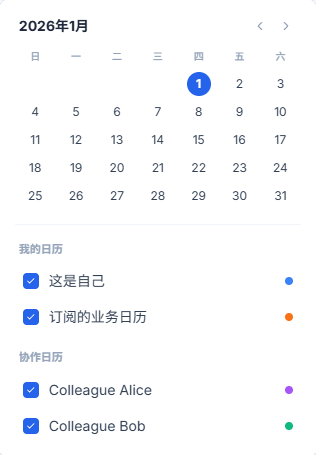 2026年1月
日 一 二 三 四 五 六
1 2 3
4 5 6 7 8 9 10
11 12 13 14 15 16 17
18 19 20 21 22 23 24
25 26 27 28 29 30 31
我的日历
这是自己
订阅的业务日历
协作日历
Colleague Alice
Colleague Bob